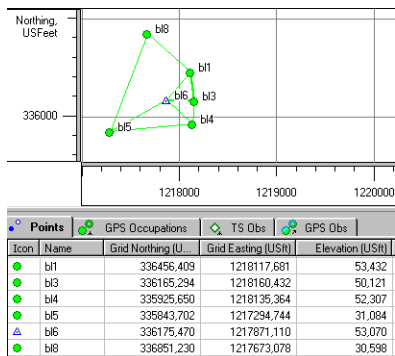 Northing,
USFeet
bl8
bl1
bl6
bl3
336000
bl4
bl5
1218000 1219000 1220000
Points GPS Occupations TS Obs GPS Obs
Icon Name Grid Northing (U... Grid Easting (USft) Elevation (USft)
bl1 336456,409 1218117,681 53,432
bl3 336165,294 1218160,432 50,121
bl4 335925,650 1218135,364 52,307
bl5 335843,702 1217294,744 31,084
bl6 336175,470 1217871,110 53,070
bl8 336851,230 1217673,078 30,598